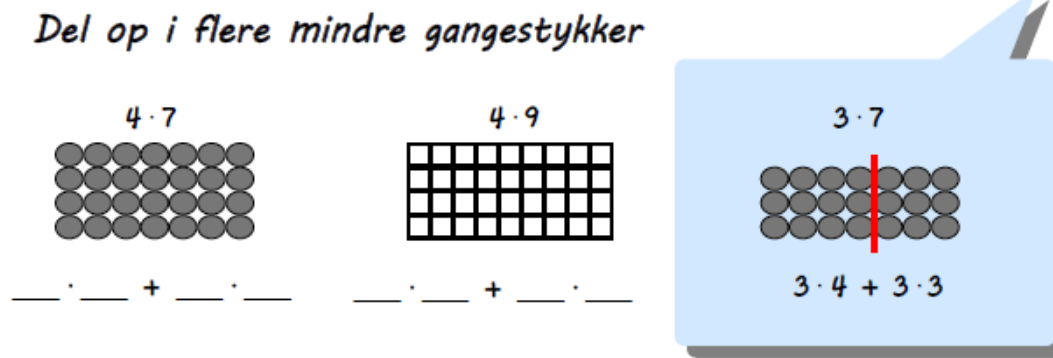 Del op i flere mindre gangestykker
4 · 7
___ · ___ + ___ · ___
4 · 9
___ · ___ + ___ · ___
3 · 7
3 · 4 + 3 · 3